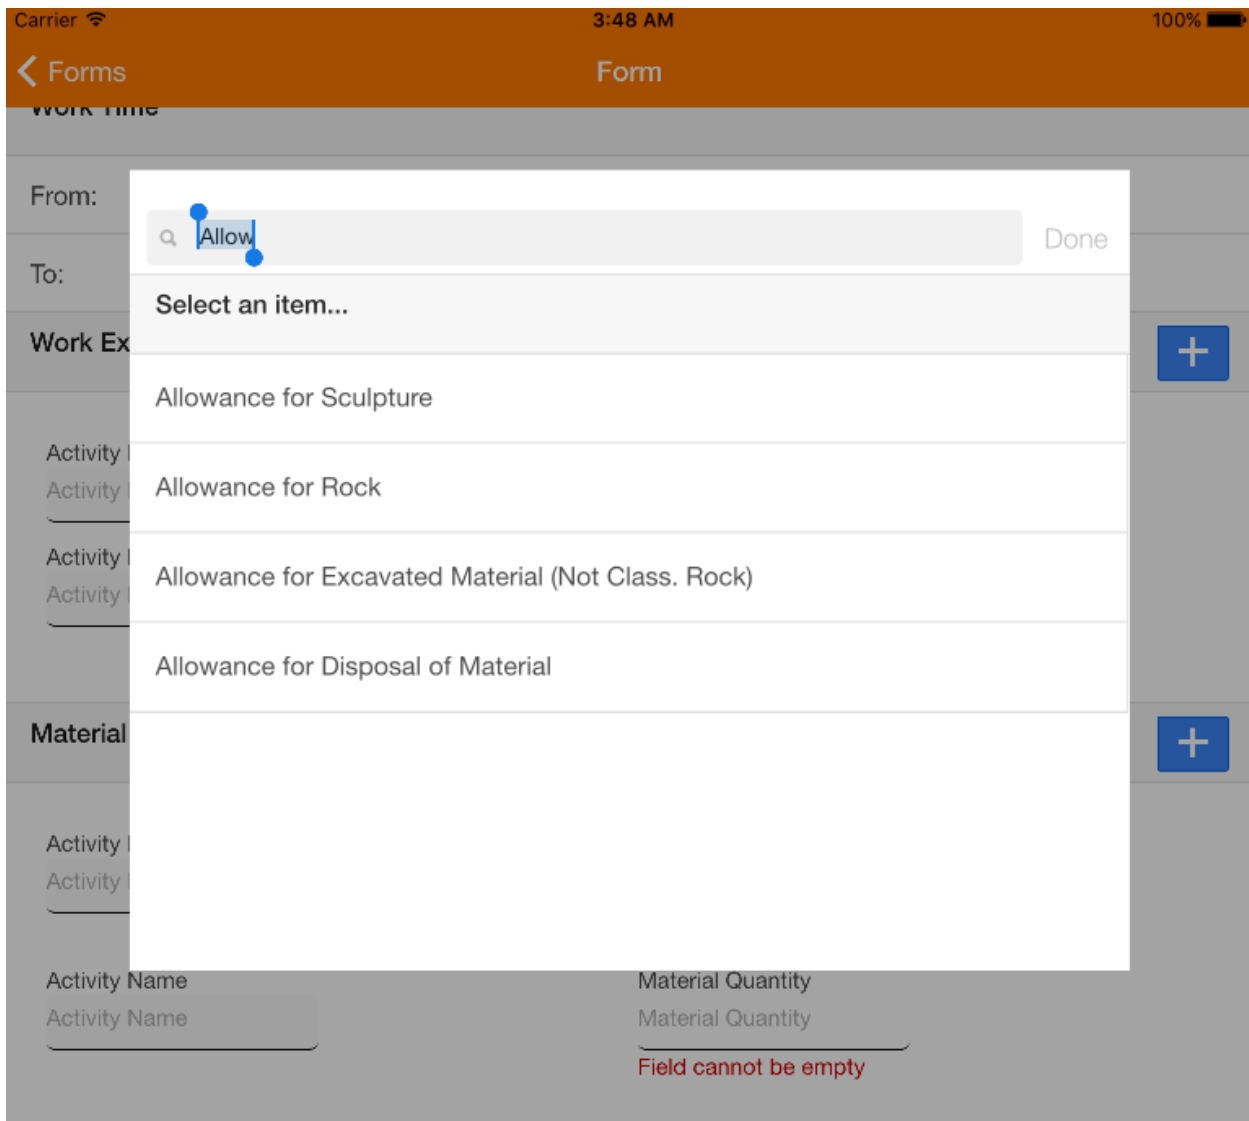 Carrier 3:48 AM 100%
Forms Form
Work Time
From:
Allow Done
To:
Select an item...
Work Ex
Allowance for Sculpture
Activity
Activity
Allowance for Rock
Activity
Allowance for Excavated Material (Not Class. Rock)
Activity
Allowance for Disposal of Material
Material
Activity
Activity
Activity Name Material Quantity
Activity Name Material Quantity
Field cannot be empty